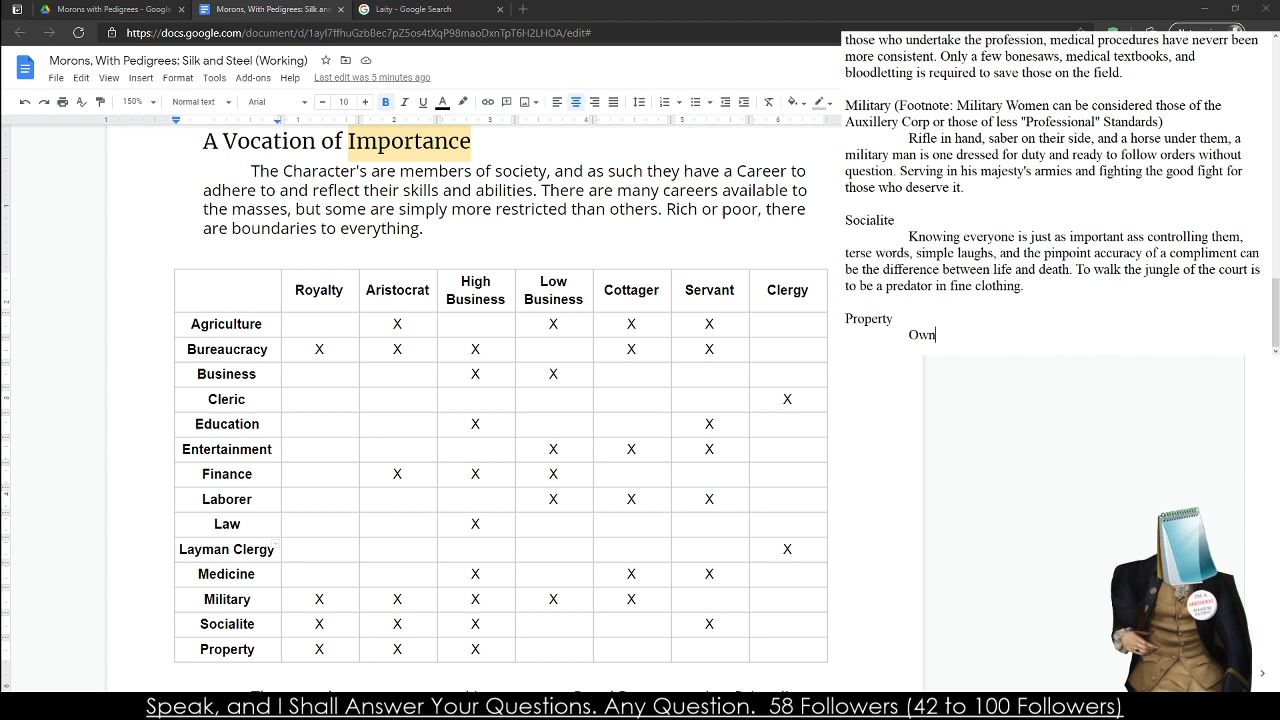 Morons with Pedigrees - Google
Morons, With Pedigrees: Silk and
Laity - Google Search
https://docs.google.com/document/d/1ayI7ffhuGzbBec7pZ5os4tXqP98maoDxnTpT6H2LHOA/edit#
Morons, With Pedigrees: Silk and Steel (Working)
File Edit View Insert Format Tools Add-ons Help Last edit was 5 minutes ago
150% Normal text Arial 10 B I U A
1 1 2 3 4 5 6
A Vocation of Importance
The Character's are members of society, and as such they have a Career to
adhere to and reflect their skills and abilities. There are many careers available to
the masses, but some are simply more restricted than others. Rich or poor, there
are boundaries to everything.
Royalty Aristocrat High Business Low Business Cottager Servant Clergy
Agriculture X X X X
Bureaucracy X X X X X
Business X X
Cleric X
Education X X
Entertainment X X X
Finance X X X
Laborer X X X
Law X
Layman Clergy X
Medicine X X X
Military X X X X X
Socialite X X X X
Property X X X
those who undertake the profession, medical procedures have neverr been
more consistent. Only a few bonesaws, medical textbooks, and
bloodletting is required to save those on the field.
Military (Footnote: Military Women can be considered those of the
Auxillery Corp or those of less "Professional" Standards)
Rifle in hand, saber on their side, and a horse under them, a
military man is one dressed for duty and ready to follow orders without
question. Serving in his majesty's armies and fighting the good fight for
those who deserve it.
Socialite
Knowing everyone is just as important ass controlling them,
terse words, simple laughs, and the pinpoint accuracy of a compliment can
be the difference between life and death. To walk the jungle of the court is
to be a predator in fine clothing.
Property
Own
I'M A
ARISTOCRAT
Speak, and I Shall Answer Your Questions. Any Question. 58 Followers (42 to 100 Followers)